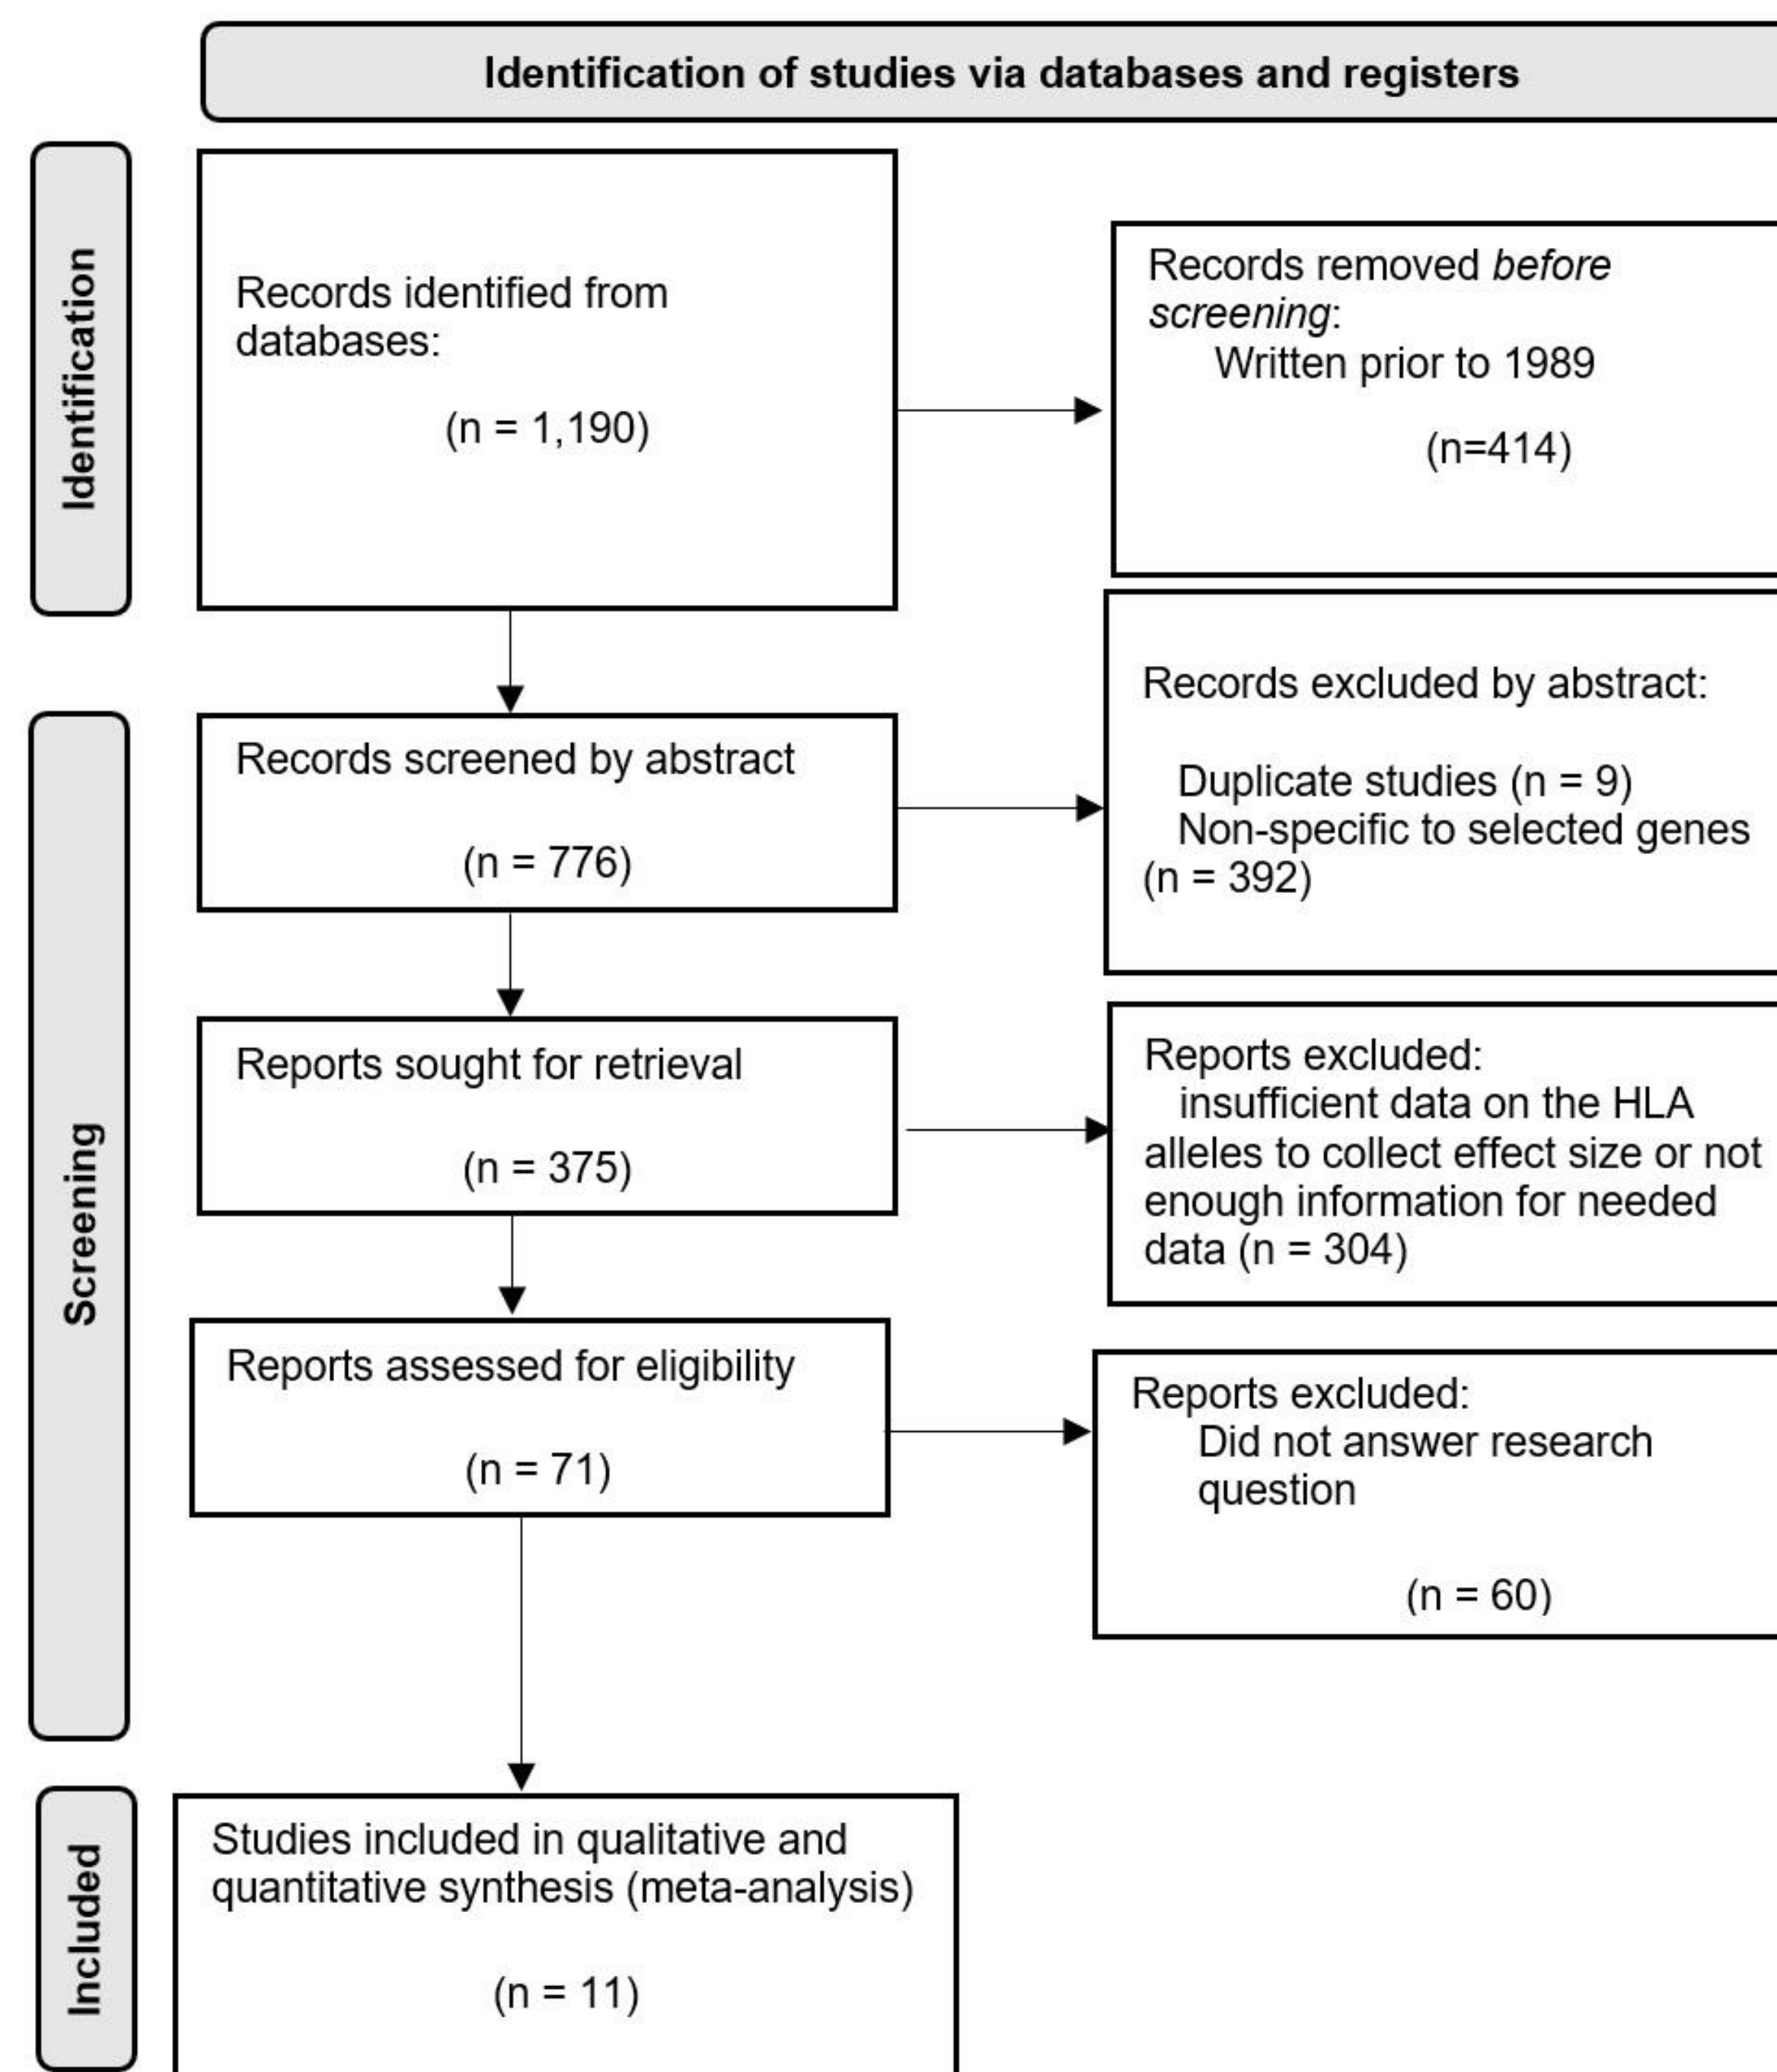 Identification of studies via databases and registers
Identification
Records identified from
databases:
(n = 1,190)
Records removed before
screening:
Written prior to 1989
(n=414)
Screening
Records screened by abstract
(n = 776)
Records excluded by abstract:
Duplicate studies (n = 9)
Non-specific to selected genes
(n = 392)
Reports sought for retrieval
(n = 375)
Reports excluded:
insufficient data on the HLA
alleles to collect effect size or not
enough information for needed
data (n = 304)
Reports assessed for eligibility
(n = 71)
Reports excluded:
Did not answer research
question
(n = 60)
Included
Studies included in qualitative and
quantitative synthesis (meta-analysis)
(n = 11)